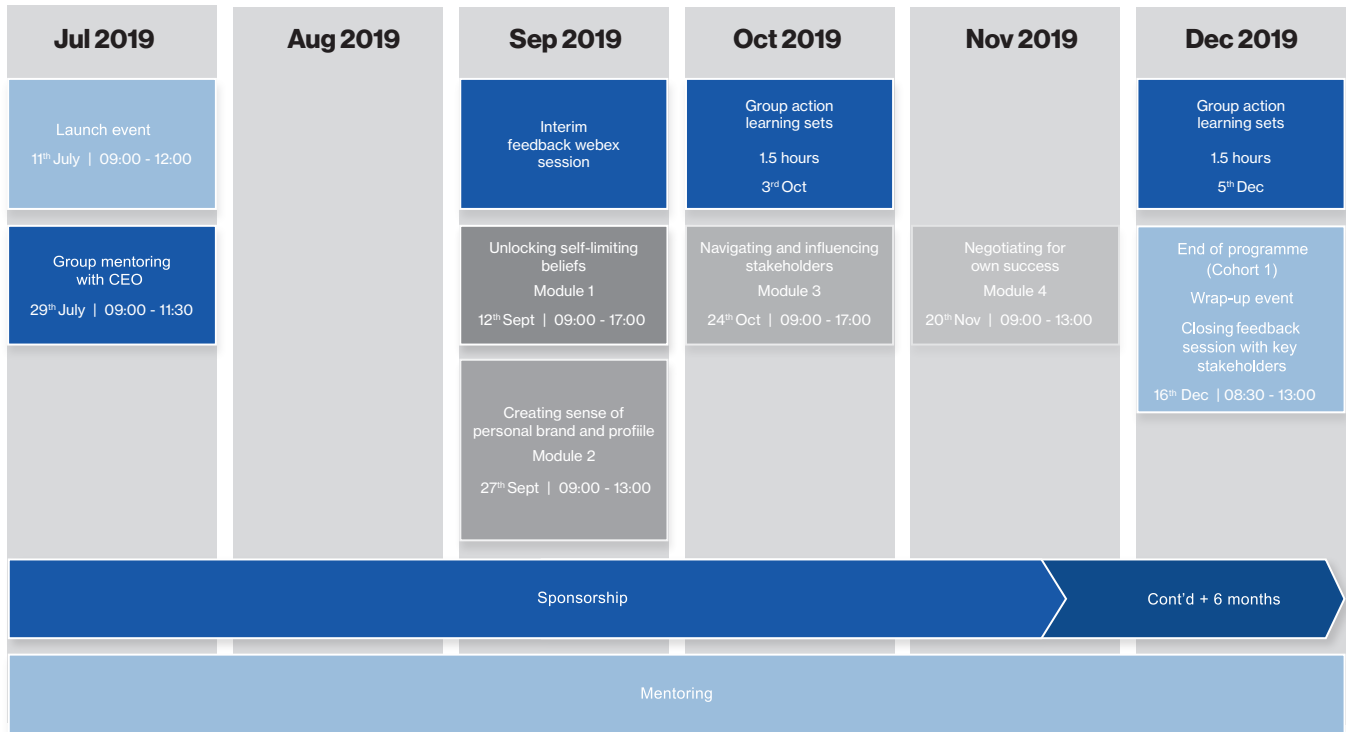 Jul 2019
Aug 2019
Sep 2019
Oct 2019
Nov 2019
Dec 2019
Launch event
11th July | 09:00 - 12:00
Group mentoring
with CEO
29th July | 09:00 - 11:30
Interim
feedback webex
session
Unlocking self-limiting
beliefs
Module 1
12th Sept | 09:00 - 17:00
Creating sense of
personal brand and profiile
Module 2
27th Sept | 09:00 - 13:00
Group action
learning sets
1.5 hours
3rd Oct
Navigating and influencing
stakeholders
Module 3
24th Oct | 09:00 - 17:00
Negotiating for
own success
Module 4
20th Nov | 09:00 - 13:00
Group action
learning sets
1.5 hours
5th Dec
End of programme
(Cohort 1)
Wrap-up event
Closing feedback
session with key
stakeholders
16th Dec | 08:30 - 13:00
Sponsorship
Cont'd + 6 months
Mentoring